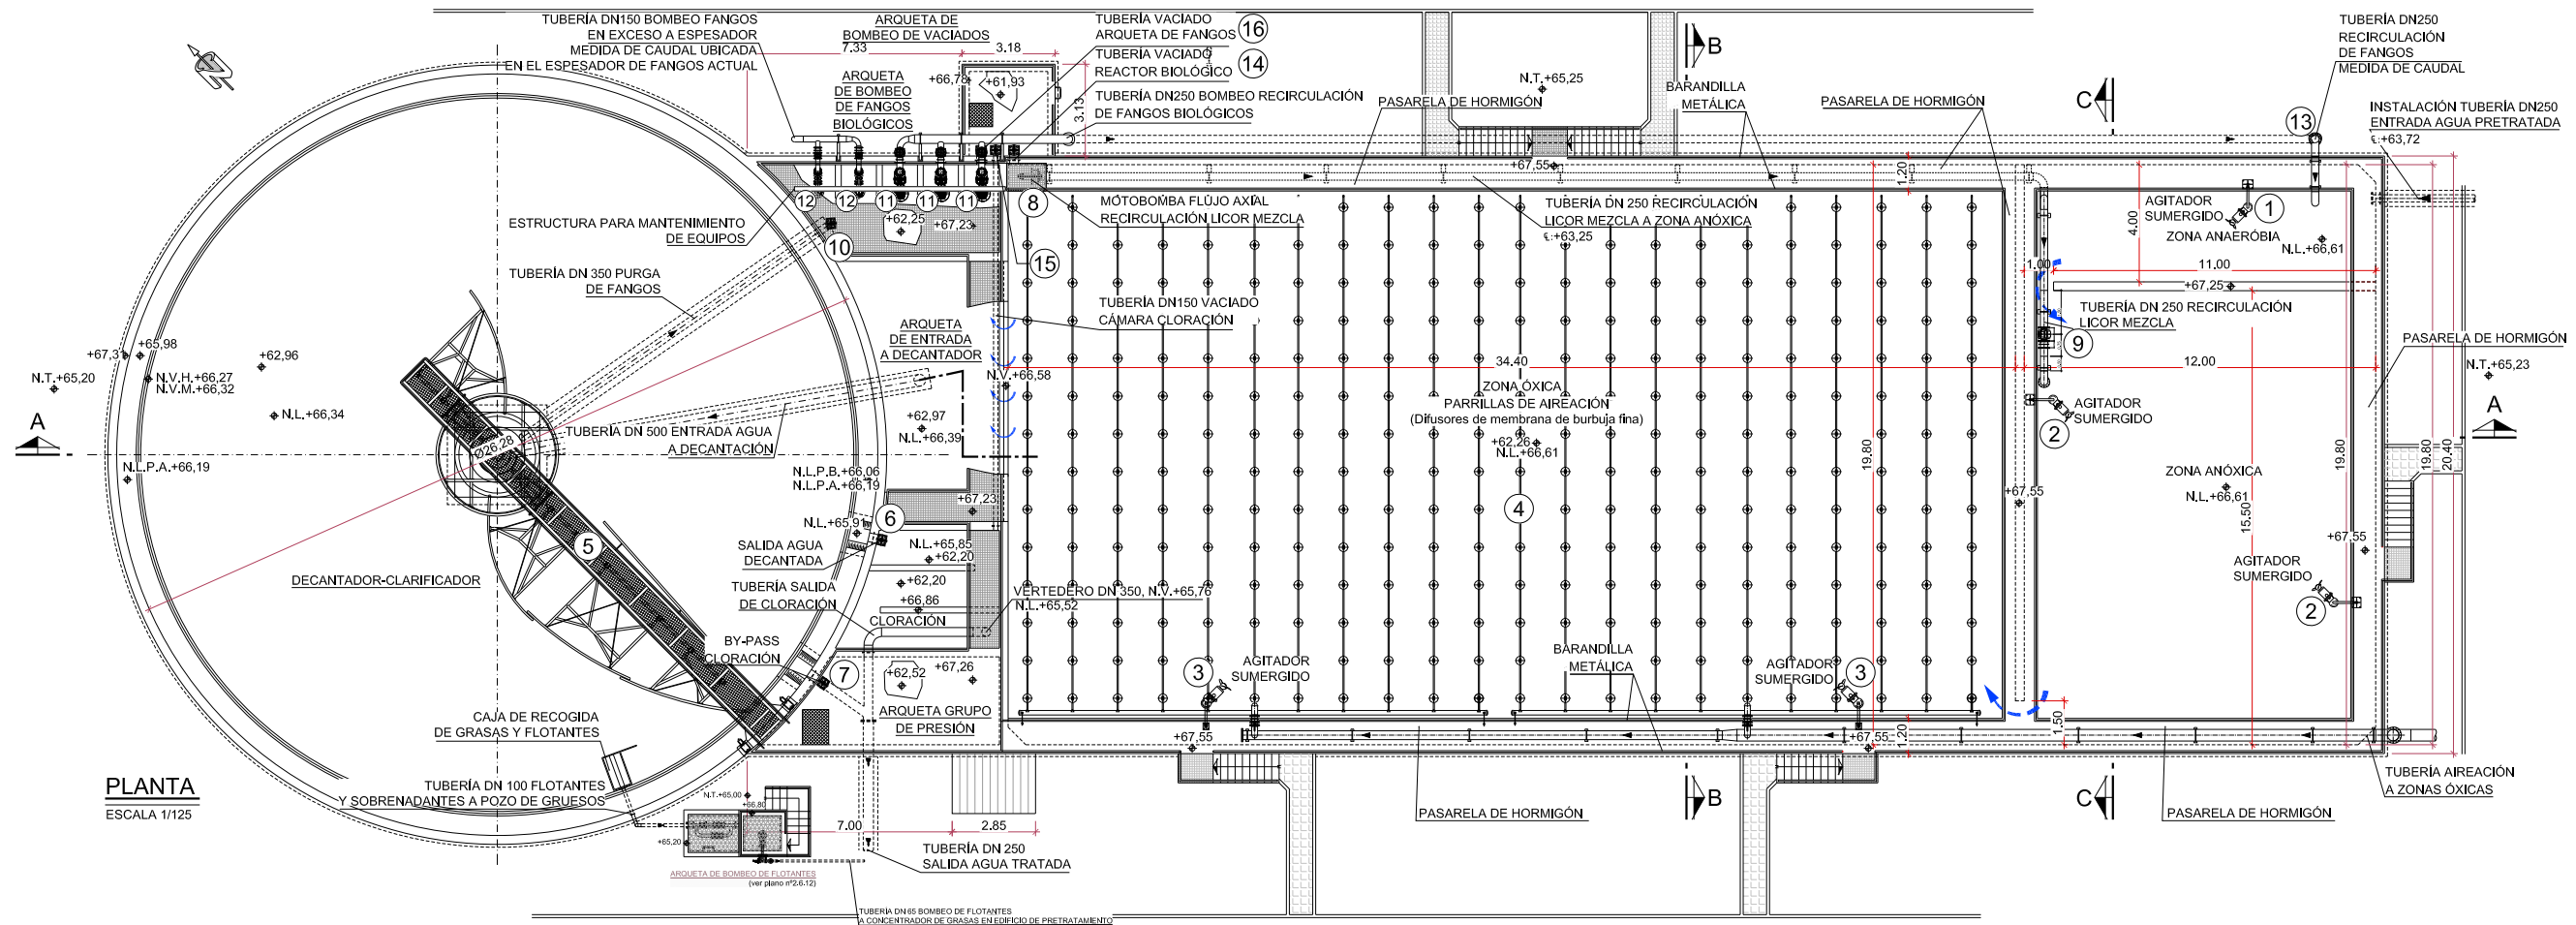 TUBERÍA DN150 BOMBEO FANGOS
EN EXCESO A ESPESADOR
MEDIDA DE CAUDAL UBICADA
EN EL ESPESADOR DE FANGOS ACTUAL
ARQUETA DE
BOMBEO DE VACIADOS
7.33
3.18
TUBERÍA VACIADO
ARQUETA DE FANGOS
16
TUBERÍA VACIADO
REACTOR BIOLÓGICO
14
TUBERÍA DN250 BOMBEO RECIRCULACIÓN
DE FANGOS BIOLÓGICOS
ARQUETA
DE BOMBEO
DE FANGOS
BIOLÓGICOS
+66,78
+61,93
3.13
B
N.T.+65,25
PASARELA DE HORMIGÓN
BARANDILLA
METÁLICA
PASARELA DE HORMIGÓN
C
TUBERÍA DN250
RECIRCULACIÓN
DE FANGOS
MEDIDA DE CAUDAL
INSTALACIÓN TUBERÍA DN250
ENTRADA AGUA PRETRATADA
+63,72
13
+67,55
1.20
12
12
11
11
11
8
MOTOBOMBA FLUJO AXIAL
RECIRCULACIÓN LICOR MEZCLA
TUBERÍA DN 250 RECIRCULACIÓN
LICOR MEZCLA A ZONA ANÓXICA
+63,25
AGITADOR
SUMERGIDO
1
ZONA ANAERÓBIA
N.L.+66,61
4.00
1.00
11.00
+67,25
ESTRUCTURA PARA MANTENIMIENTO
DE EQUIPOS
+62,25
+67,23
10
15
TUBERÍA DN 350 PURGA
DE FANGOS
TUBERÍA DN150 VACIADO
CÁMARA CLORACIÓN
TUBERÍA DN 250 RECIRCULACIÓN
LICOR MEZCLA
9
ARQUETA
DE ENTRADA
A DECANTADOR
PASARELA DE HORMIGÓN
+67,37
+65,98
+62,96
N.T.+65,20
N.V.H.+66,27
N.V.M.+66,32
N.L.+66,34
N.V.+66,58
34.40
12.00
N.T.+65,23
ZONA ÓXICA
PARRILLAS DE AIREACIÓN
(Difusores de membrana de burbuja fina)
+62,26
N.L.+66,61
AGITADOR
SUMERGIDO
2
A
A
+62,97
N.L.+66,39
TUBERÍA DN 500 ENTRADA AGUA
A DECANTACIÓN
Ø26.28
N.L.P.A.+66,19
N.L.P.B.+66,06
N.L.P.A.+66,19
19.80
19.80
19.80
20.40
ZONA ANÓXICA
N.L.+66,61
15.50
+67,55
+67,23
4
6
N.L.+65,91
5
SALIDA AGUA
DECANTADA
N.L.+65,85
+62,20
+67,55
AGITADOR
SUMERGIDO
2
DECANTADOR-CLARIFICADOR
TUBERÍA SALIDA
DE CLORACIÓN
+62,20
+66,86
CLORACIÓN
VERTEDERO DN 350, N.V.+65,76
N.L.+65,52
BY-PASS
CLORACIÓN
7
+62,52
+67,26
3
AGITADOR
SUMERGIDO
BARANDILLA
METÁLICA
AGITADOR
SUMERGIDO
3
ARQUETA GRUPO
DE PRESIÓN
CAJA DE RECOGIDA
DE GRASAS Y FLOTANTES
+67,55
+67,55
1.20
1.50
PLANTA
ESCALA 1/125
TUBERÍA DN 100 FLOTANTES
Y SOBRENADANTES A POZO DE GRUESOS
N.T.+65,00
+66,80
+65,20
7.00
2.85
B
C
PASARELA DE HORMIGÓN
PASARELA DE HORMIGÓN
TUBERÍA AIREACIÓN
A ZONAS ÓXICAS
TUBERÍA DN 250
SALIDA AGUA TRATADA
ARQUETA DE BOMBEO DE FLOTANTES
(ver plano nº2.6.12)
TUBERÍA DN65 BOMBEO DE FLOTANTES
A CONCENTRADOR DE GRASAS EN EDIFICIO DE PRETRATAMIENTO